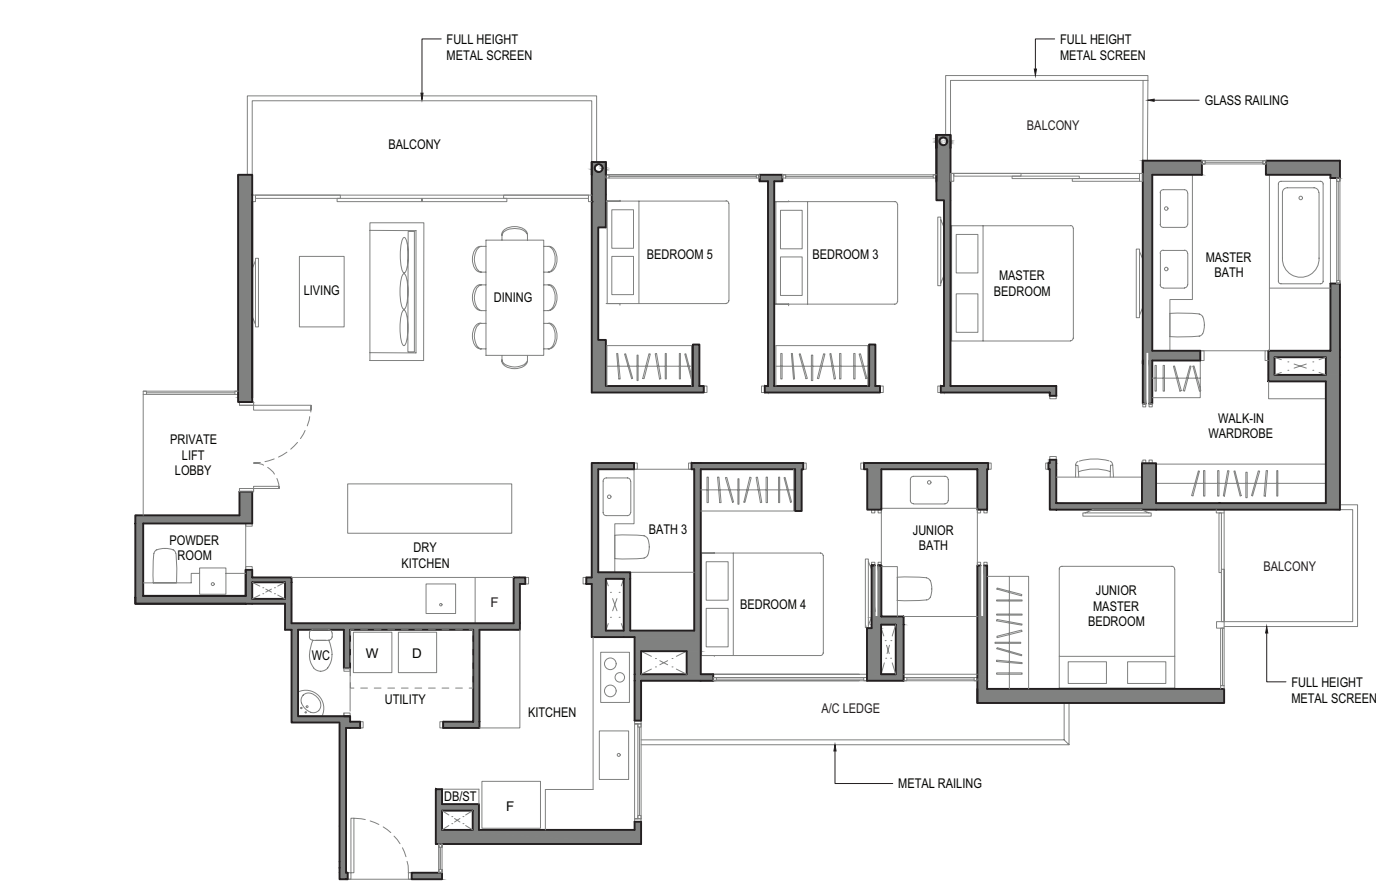 FULL HEIGHT
METAL SCREEN
FULL HEIGHT
METAL SCREEN
GLASS RAILING
BALCONY
BALCONY
BEDROOM 5
BEDROOM 3
MASTER
BEDROOM
MASTER
BATH
LIVING
DINING
PRIVATE
LIFT
LOBBY
WALK-IN
WARDROBE
POWDER
ROOM
DRY
KITCHEN
BATH 3
JUNIOR
BATH
BALCONY
F
BEDROOM 4
JUNIOR
MASTER
BEDROOM
WC
W
D
UTILITY
KITCHEN
A/C LEDGE
FULL HEIGHT
METAL SCREEN
METAL RAILING
DB/ST
F